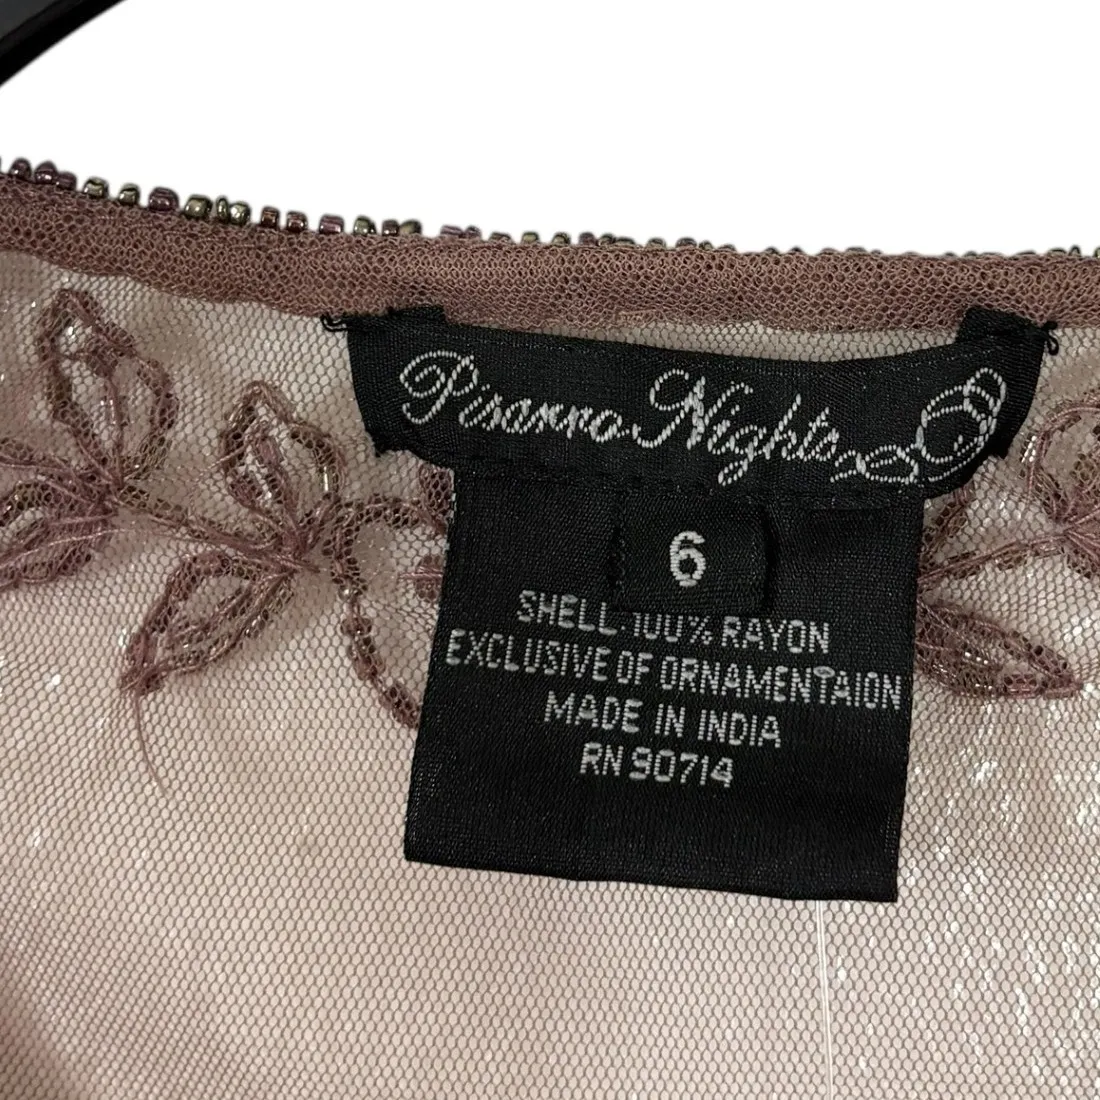 Pisarro Nights
6
SHELL 100% RAYON
EXCLUSIVE OF ORNAMENTAION
MADE IN INDIA
RN 90714